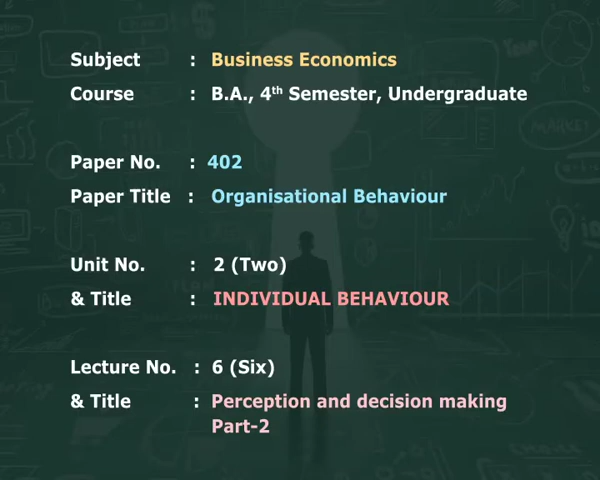 Subject : Business Economics
Course : B.A., 4th Semester, Undergraduate
Paper No. : 402
Paper Title : Organisational Behaviour
Unit No. : 2 (Two)
& Title : INDIVIDUAL BEHAVIOUR
Lecture No. : 6 (Six)
& Title : Perception and decision making
Part-2